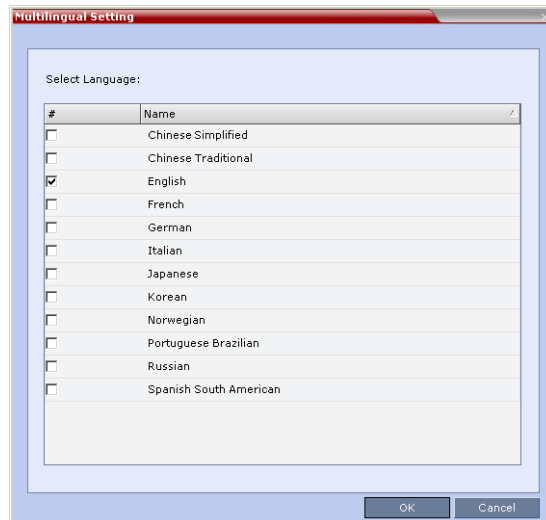 Multilingual Setting
Select Language:
# Name
Chinese Simplified
Chinese Traditional
English
French
German
Italian
Japanese
Korean
Norwegian
Portuguese Brazilian
Russian
Spanish South American
OK Cancel